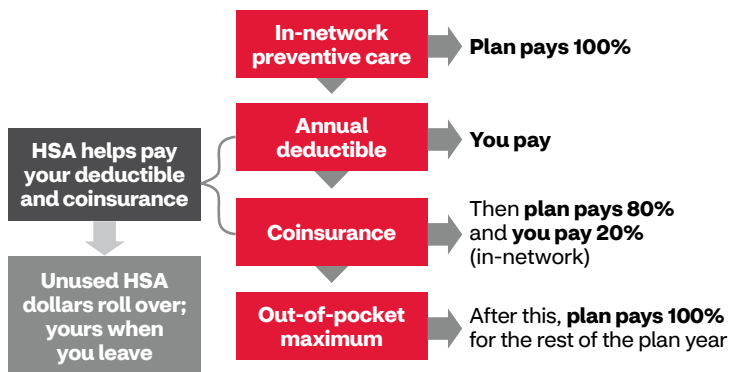 In-network
preventive care
Plan pays 100%
Annual
deductible
You pay
HSA helps pay
your deductible
and coinsurance
Coinsurance
Then plan pays 80%
and you pay 20%
(in-network)
Unused HSA
dollars roll over;
yours when
you leave
Out-of-pocket
maximum
After this, plan pays 100%
for the rest of the plan year